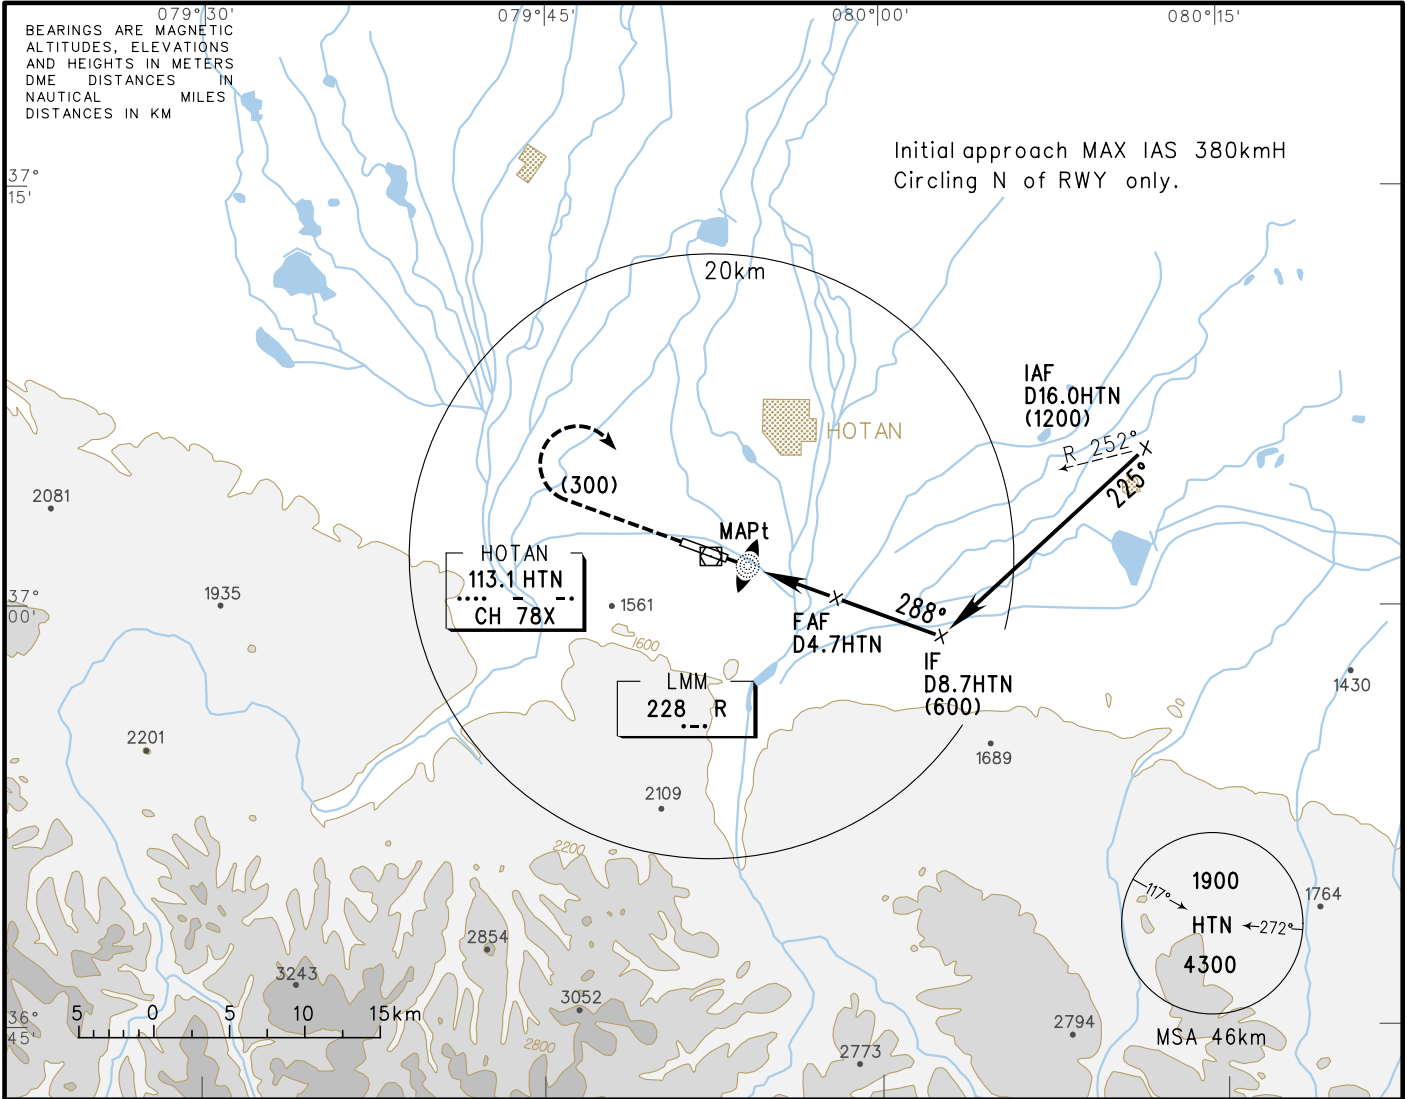 079°30'
079°45'
080°00'
080°15'
BEARINGS ARE MAGNETIC
ALTITUDES, ELEVATIONS
AND HEIGHTS IN METERS
DME DISTANCES IN
NAUTICAL MILES
DISTANCES IN KM
Initial approach MAX IAS 380kmH
Circling N of RWY only.
37°
15'
20km
IAF
D16.0HTN
(1200)
HOTAN
R 252°
225°
2081
(300)
MAPt
HOTAN
113.1 HTN
.... - -.
CH 78X
1935
1561
37°
00'
288°
FAF
D4.7HTN
1600
IF
D8.7HTN
(600)
LMM
228 R
.-.
1430
2201
1689
2109
2200
1900
117°
HTN
272°
4300
1764
2854
3243
3052
5 0 5 10 15km
36°
45'
2794
MSA 46km
2800
2773